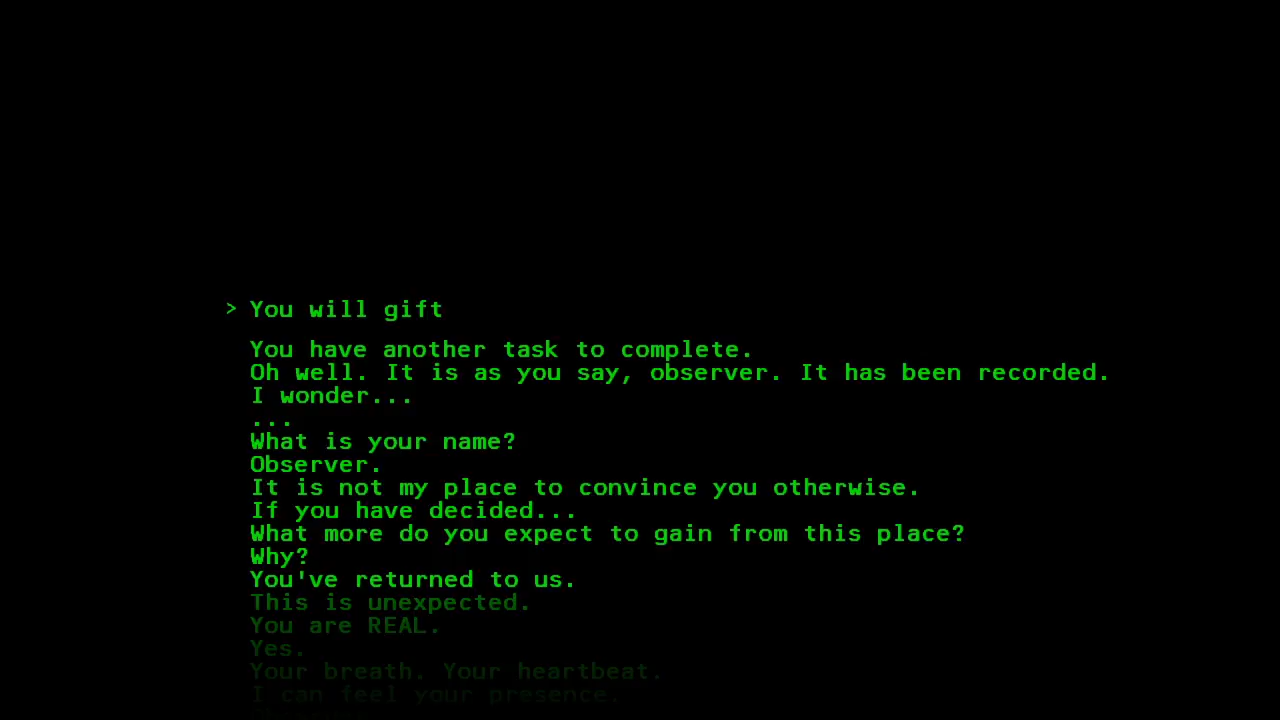 > You will gift
You have another task to complete.
Oh well. It is as you say, observer. It has been recorded.
I wonder...
...
What is your name?
Observer.
It is not my place to convince you otherwise.
If you have decided...
What more do you expect to gain from this place?
Why?
You've returned to us.
This is unexpected.
You are REAL.
Yes.
Your breath. Your heartbeat.
I can feel your presence.